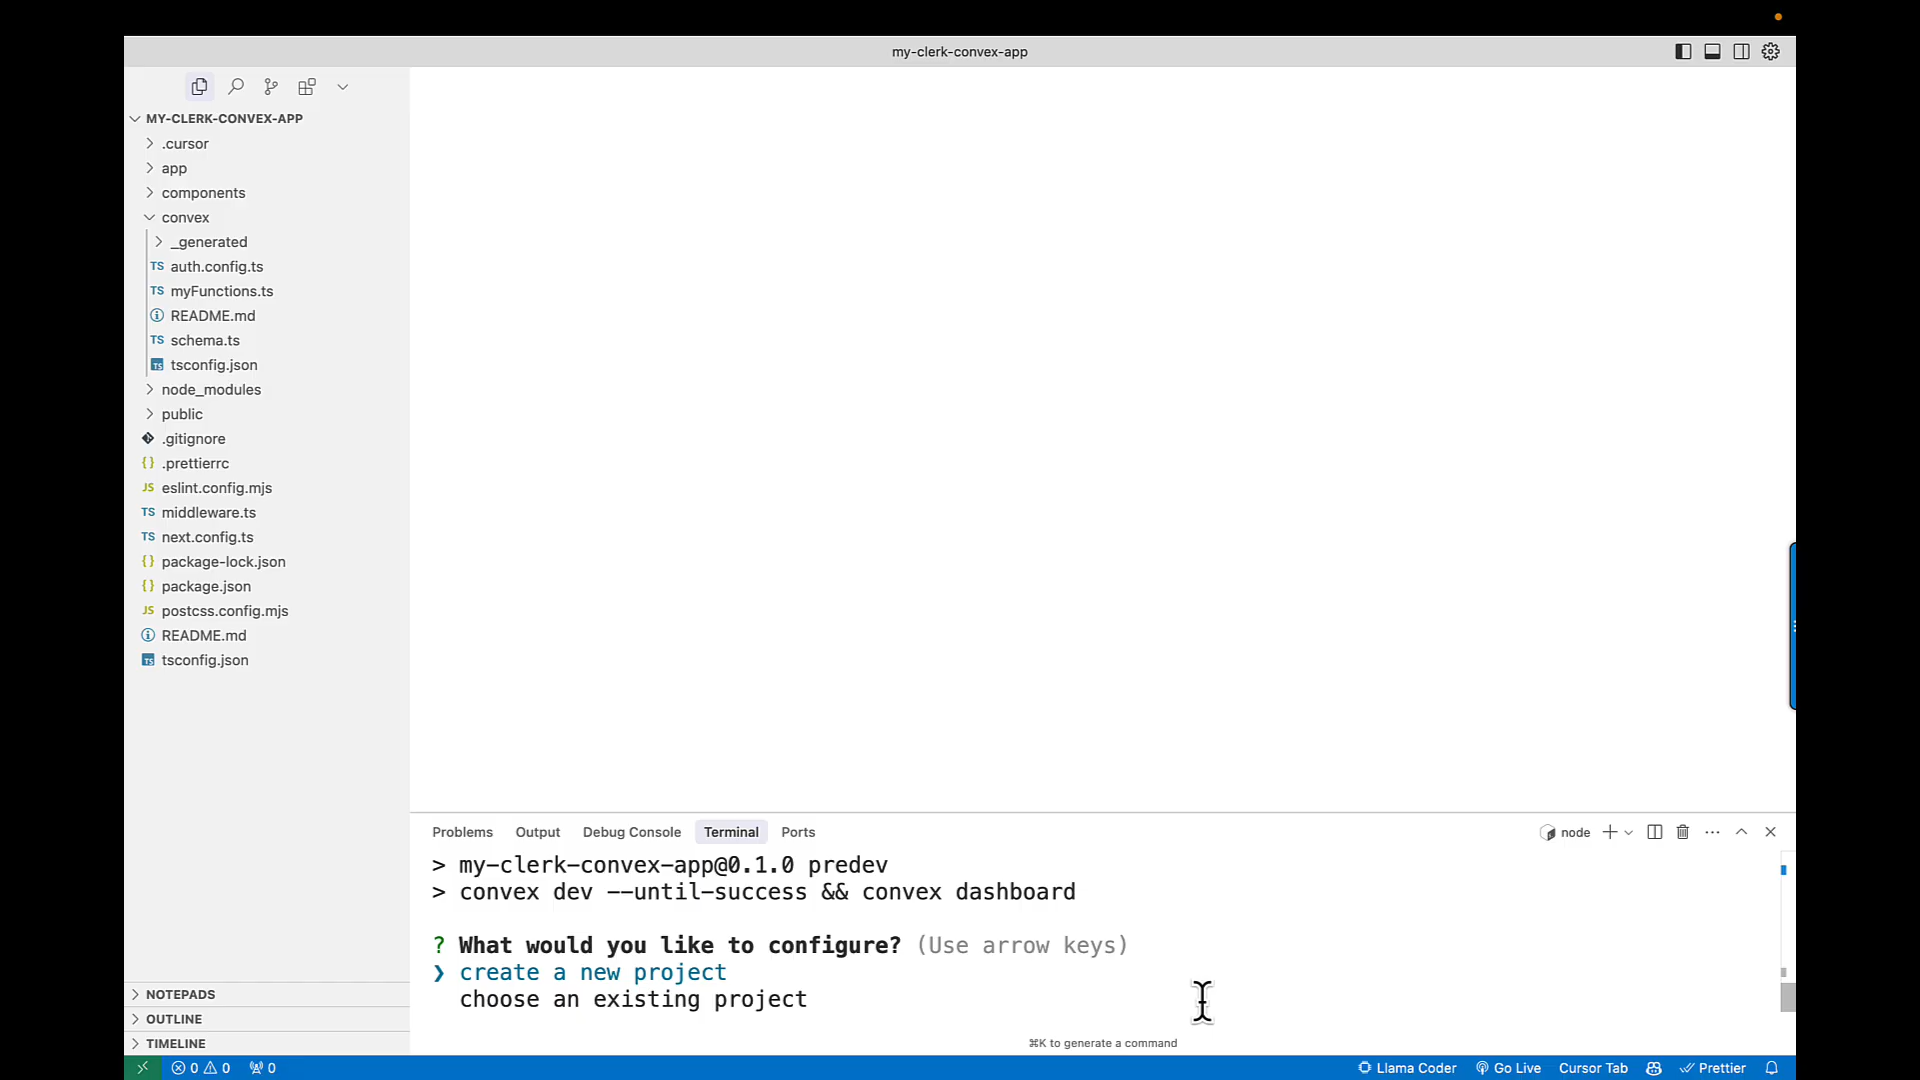 my-clerk-convex-app
MY-CLERK-CONVEX-APP
.cursor
app
components
convex
_generated
TS auth.config.ts
TS myFunctions.ts
README.md
TS schema.ts
TS tsconfig.json
node_modules
public
.gitignore
{} .prettierrc
JS eslint.config.mjs
TS middleware.ts
TS next.config.ts
{} package-lock.json
{} package.json
JS postcss.config.mjs
README.md
TS tsconfig.json
NOTEPADS
OUTLINE
TIMELINE
Problems Output Debug Console Terminal Ports
node
> my-clerk-convex-app@0.1.0 predev
> convex dev --until-success && convex dashboard
? What would you like to configure? (Use arrow keys)
❯ create a new project
choose an existing project
⌘K to generate a command
0 0 0
Llama Coder Go Live Cursor Tab Prettier